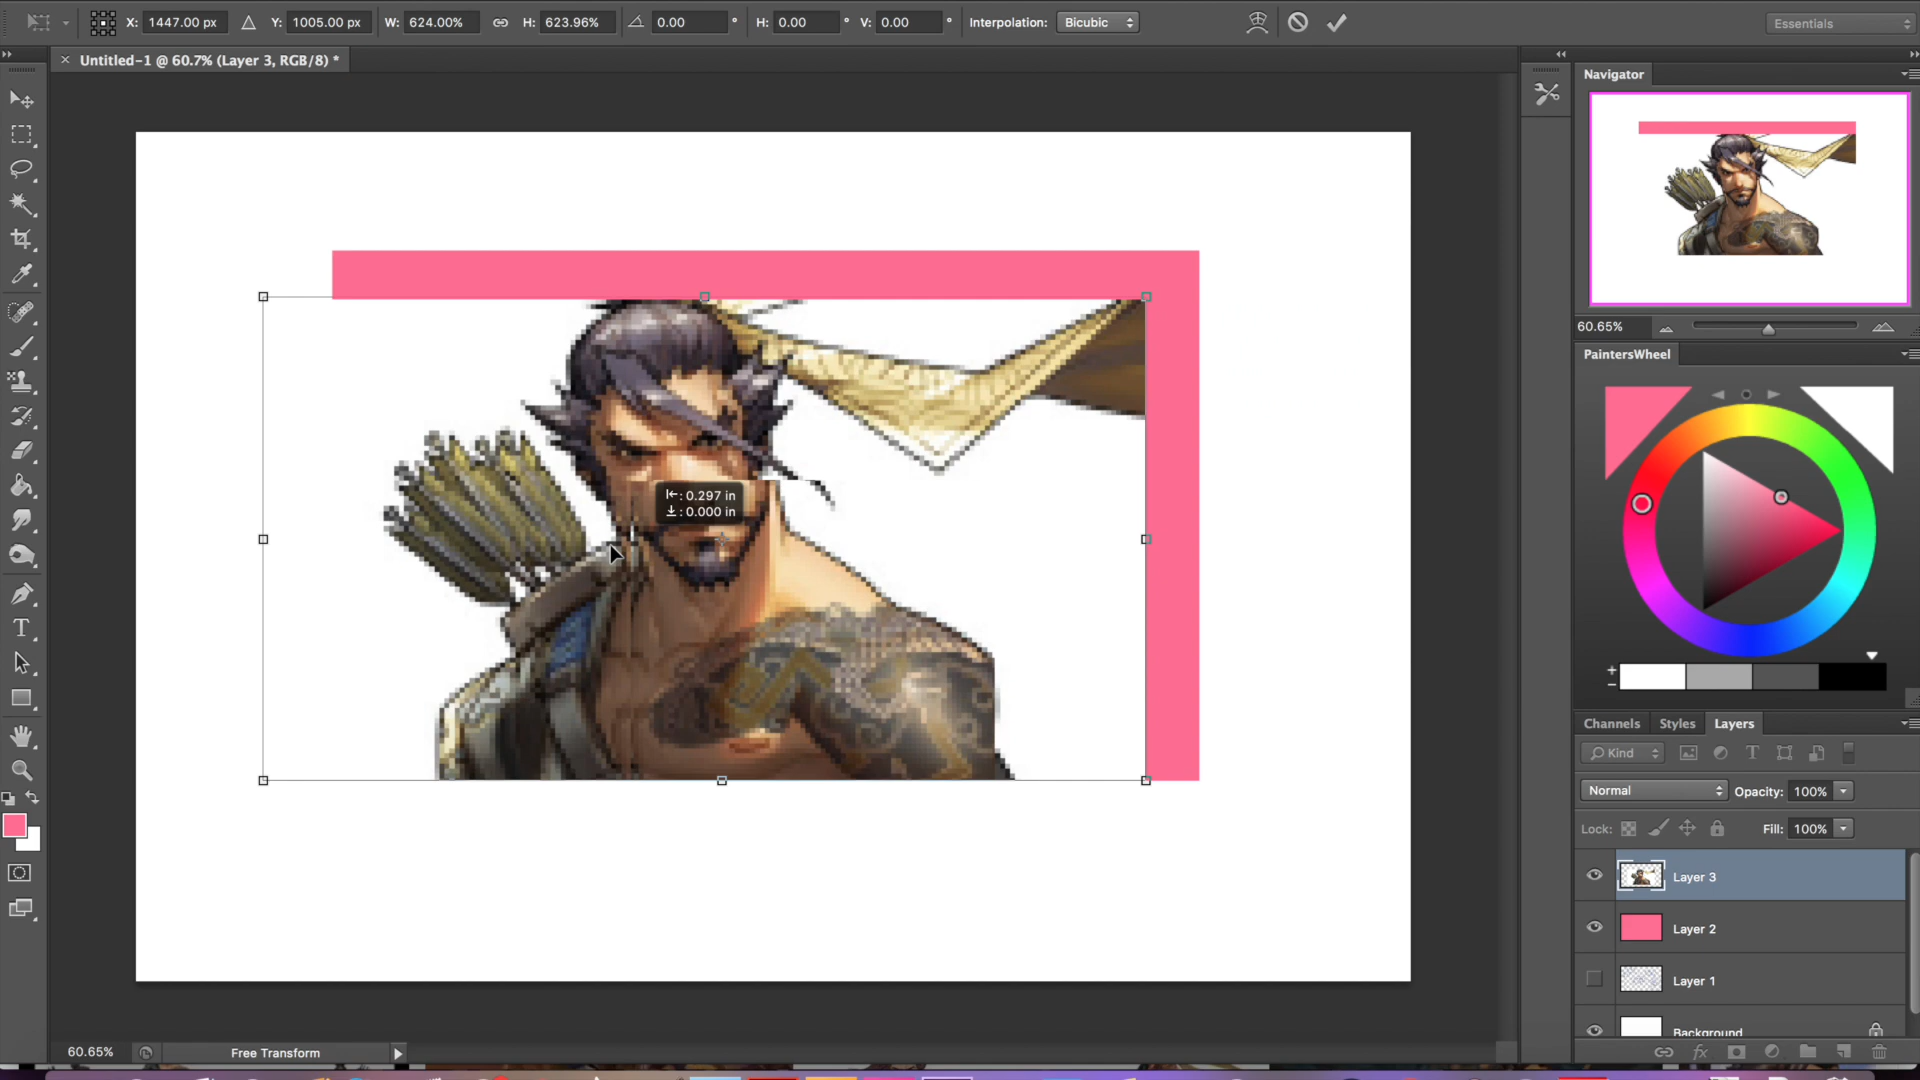 X: 1447.00 px Y: 1005.00 px W: 624.00% H: 623.96% 0.00 ° H: 0.00 ° V: 0.00 ° Interpolation: Bicubic Essentials
× Untitled-1 @ 60.7% (Layer 3, RGB/8) *
Navigator
60.65%
PaintersWheel
: 0.297 in
: 0.000 in
+
−
Channels Styles Layers
Kind
Normal Opacity: 100%
Lock: Fill: 100%
Layer 3
Layer 2
Layer 1
Background
60.65% Free Transform
fx
T